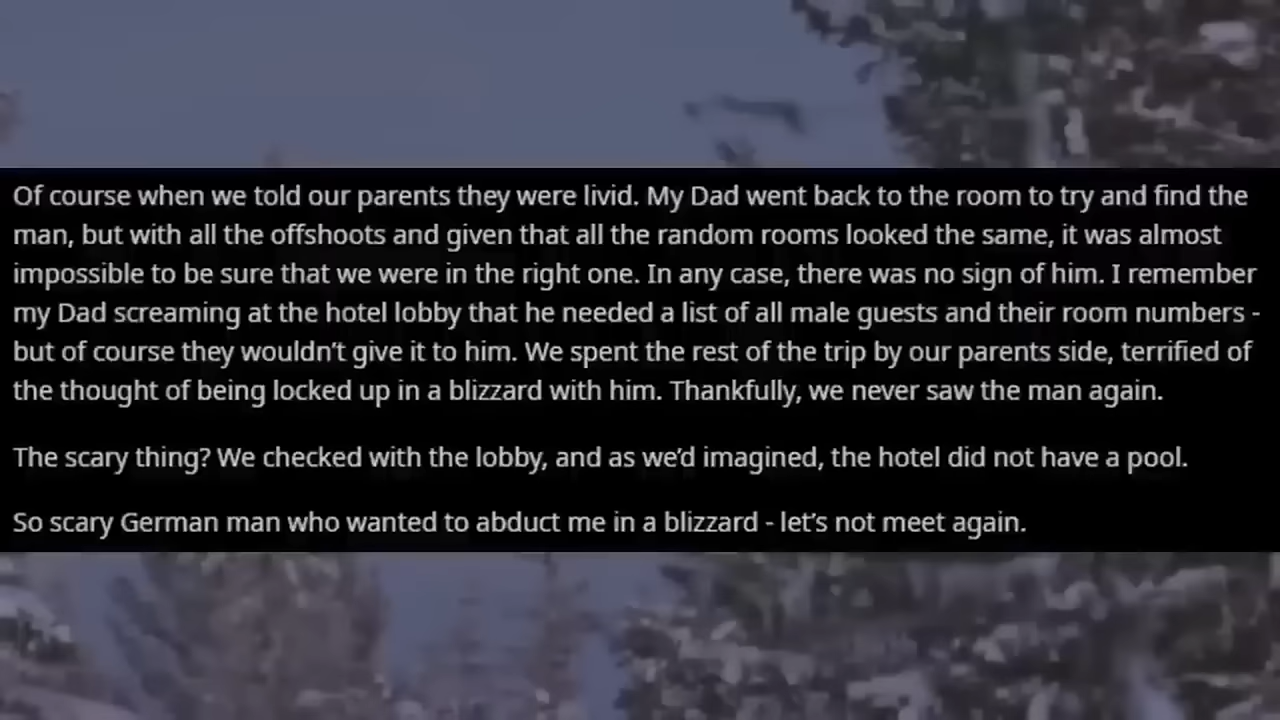 Of course when we told our parents they were livid. My Dad went back to the room to try and find the
man, but with all the offshoots and given that all the random rooms looked the same, it was almost
impossible to be sure that we were in the right one. In any case, there was no sign of him. I remember
my Dad screaming at the hotel lobby that he needed a list of all male guests and their room numbers -
but of course they wouldn’t give it to him. We spent the rest of the trip by our parents side, terrified of
the thought of being locked up in a blizzard with him. Thankfully, we never saw the man again.
The scary thing? We checked with the lobby, and as we’d imagined, the hotel did not have a pool.
So scary German man who wanted to abduct me in a blizzard - let’s not meet again.